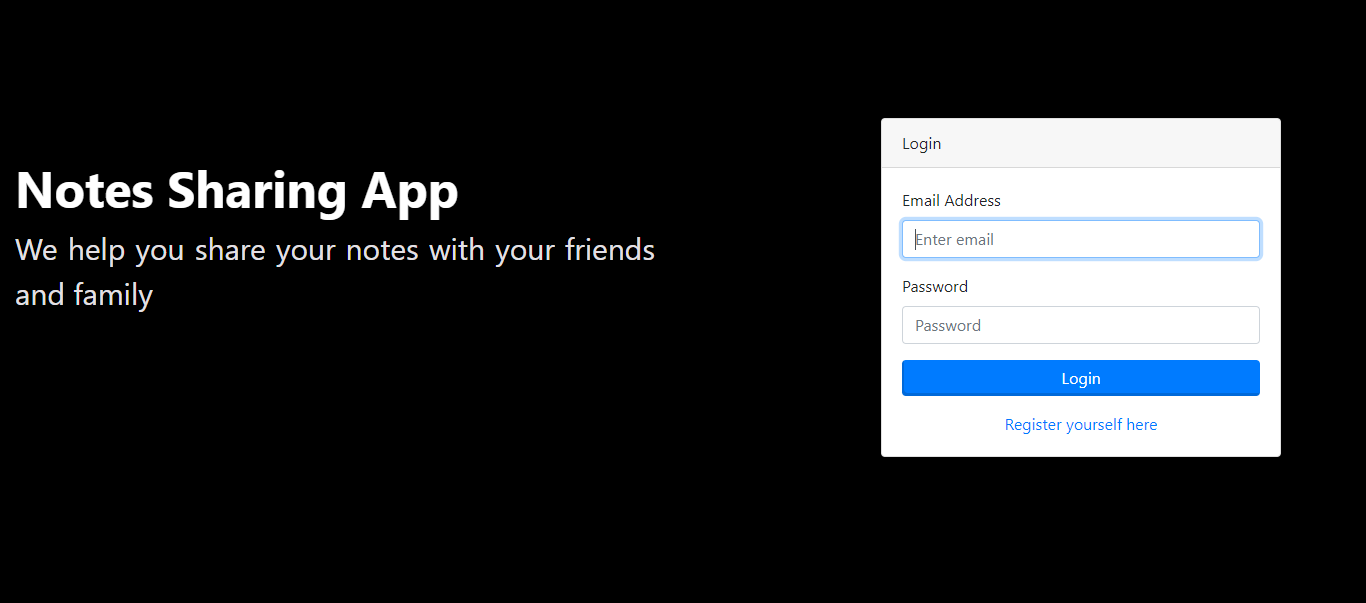 Notes Sharing App
We help you share your notes with your friends
and family
Login
Email Address
Enter email
Password
Password
Login
Register yourself here